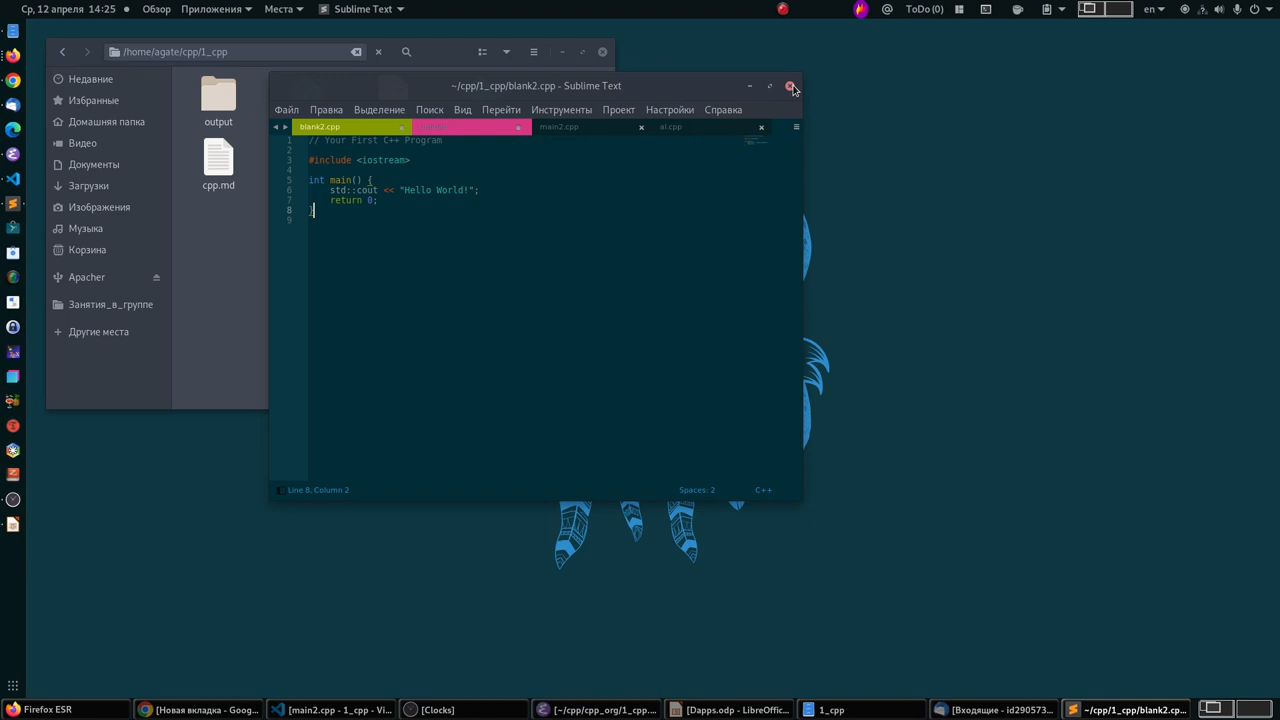 Ср, 12 апреля 14:25
Обзор
Приложения
Места
Sublime Text
ToDo(0)
en
/home/agate/cpp/1_cpp
Недавние
Избранные
Домашняя папка
Видео
Документы
Загрузки
Изображения
Музыка
Корзина
Apacher
Занятия_в_группе
Другие места
output
cpp.md
~/cpp/1_cpp/blank2.cpp - Sublime Text
Файл Правка Выделение Поиск Вид Перейти Инструменты Проект Настройки Справка
blank2.cpp
main2.cpp
al.cpp
1 // Your First C++ Program
2
3 #include <iostream>
4
5 int main() {
6 std::cout << "Hello World!";
7 return 0;
8 }
9
Line 8, Column 2
Spaces: 2
C++
Firefox ESR
[Новая вкладка - Goog...
[main2.cpp - 1_cpp - Vi...
[Clocks]
[~/cpp/cpp_org/1_cpp....
[Dapps.odp - LibreOffic...
1_cpp
[Входящие - id290573...
~/cpp/1_cpp/blank2.cp...